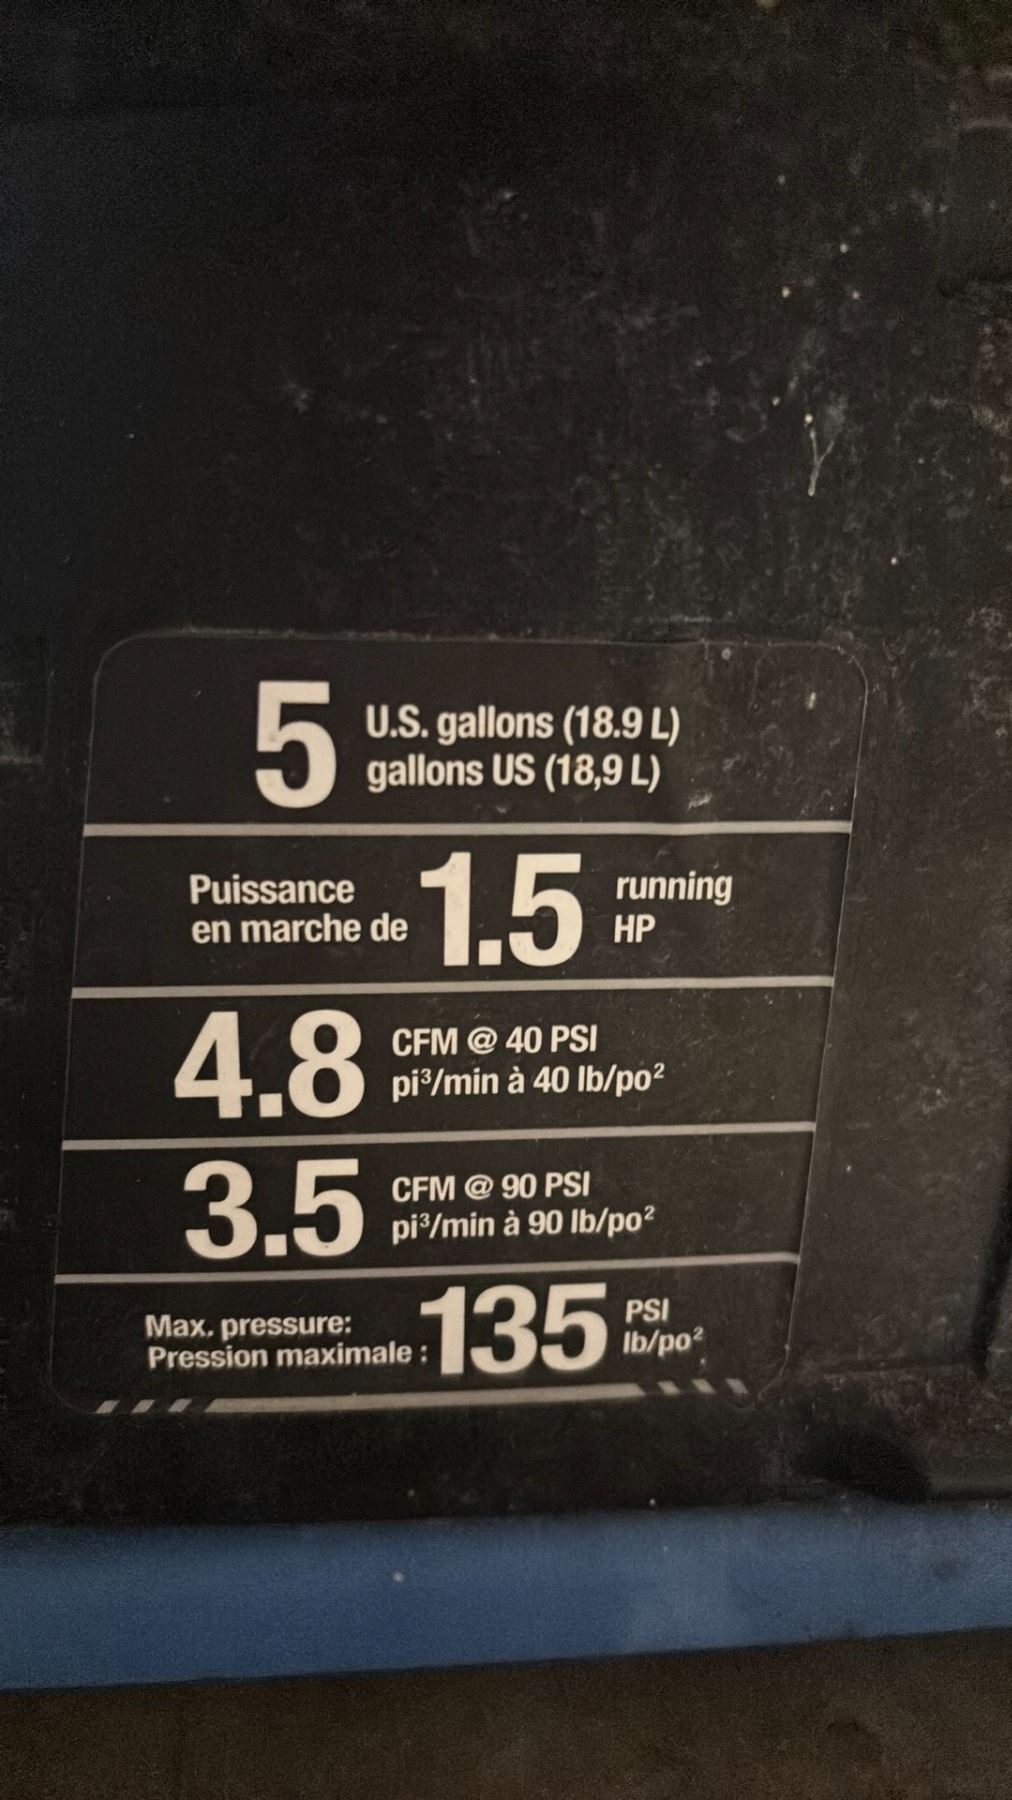 5 U.S. gallons (18.9 L)
gallons US (18,9 L)
Puissance
en marche de 1.5 running
HP
4.8 CFM @ 40 PSI
pi³/min à 40 lb/po²
3.5 CFM @ 90 PSI
pi³/min à 90 lb/po²
Max. pressure:
Pression maximale : 135 PSI
lb/po²